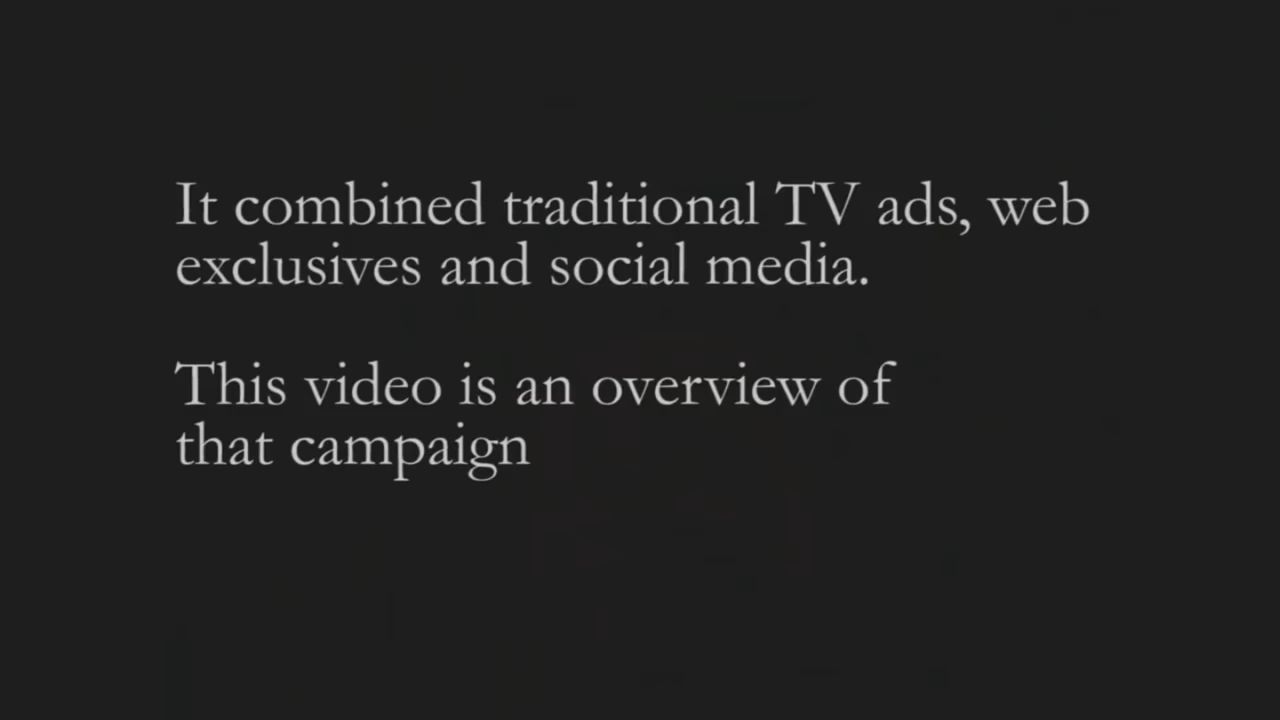 It combined traditional TV ads, web
exclusives and social media.
This video is an overview of
that campaign